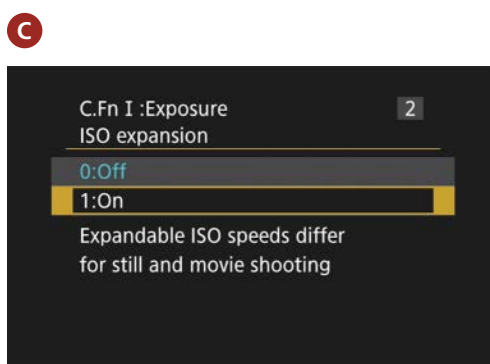 C
C.Fn I :Exposure 2
ISO expansion
0:Off
1:On
Expandable ISO speeds differ
for still and movie shooting